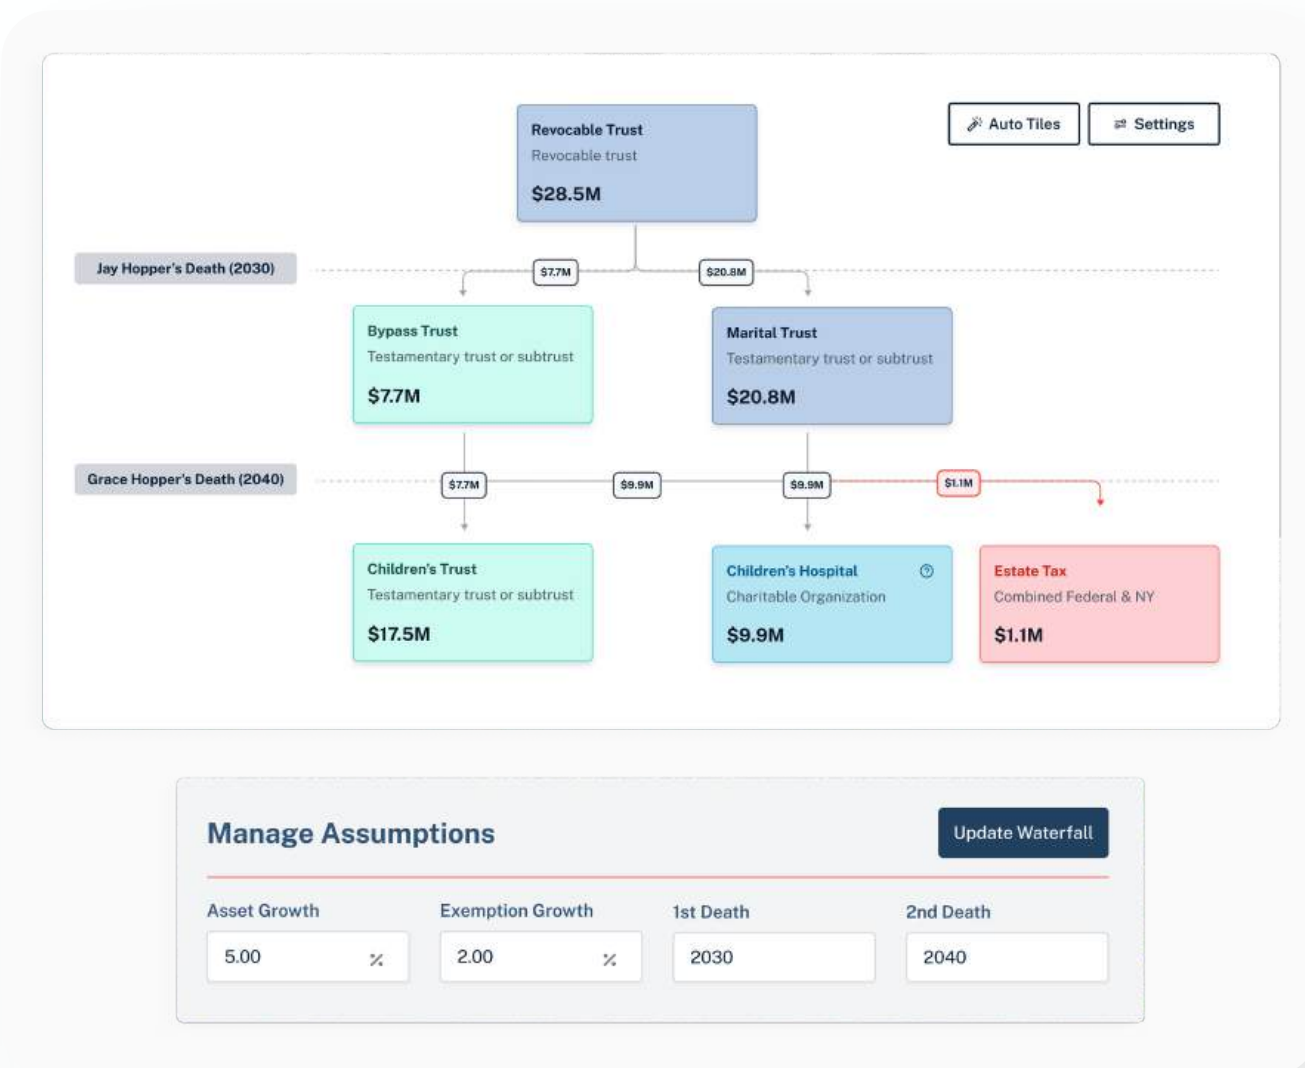 Revocable Trust
Revocable trust
$28.5M
Auto Tiles
Settings
Jay Hopper's Death (2030)
$7.7M
$20.8M
Bypass Trust
Testamentary trust or subtrust
$7.7M
Marital Trust
Testamentary trust or subtrust
$20.8M
Grace Hopper's Death (2040)
$7.7M
$9.9M
$9.9M
$1.1M
Children's Trust
Testamentary trust or subtrust
$17.5M
Children's Hospital
Charitable Organization
$9.9M
Estate Tax
Combined Federal & NY
$1.1M
Manage Assumptions
Update Waterfall
Asset Growth
Exemption Growth
1st Death
2nd Death
5.00 %
2.00 %
2030
2040